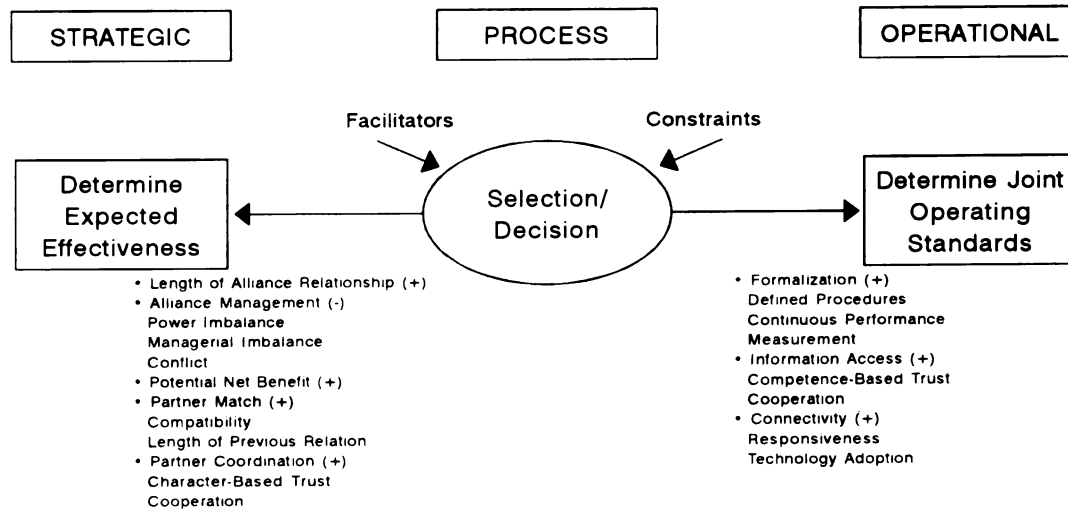 STRATEGIC
PROCESS
OPERATIONAL
Facilitators
Constraints
Determine
Expected
Effectiveness
Selection/
Decision
Determine Joint
Operating
Standards
• Length of Alliance Relationship (+)
• Alliance Management (-)
Power Imbalance
Managerial Imbalance
Conflict
• Potential Net Benefit (+)
• Partner Match (+)
Compatibility
Length of Previous Relation
• Partner Coordination (+)
Character-Based Trust
Cooperation
• Formalization (+)
Defined Procedures
Continuous Performance
Measurement
• Information Access (+)
Competence-Based Trust
Cooperation
• Connectivity (+)
Responsiveness
Technology Adoption